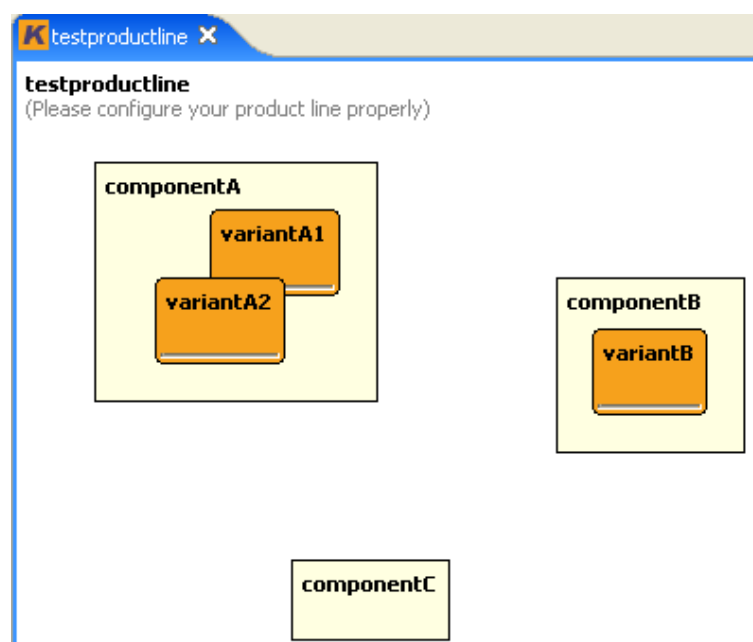 K testproductline
testproductline
(Please configure your product line properly)
componentA
variantA1
variantA2
componentB
variantB
componentC